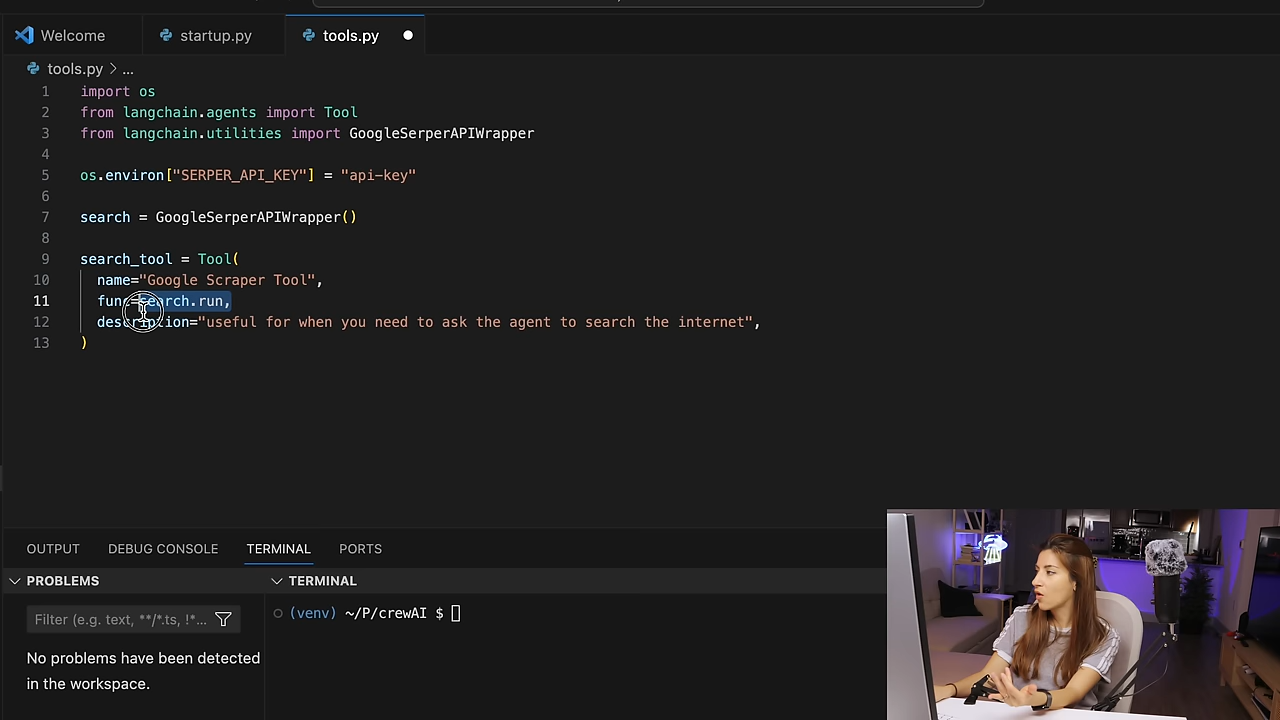 Welcome
startup.py
tools.py
tools.py > ...
1 import os
2 from langchain.agents import Tool
3 from langchain.utilities import GoogleSerperAPIWrapper
4
5 os.environ["SERPER_API_KEY"] = "api-key"
6
7 search = GoogleSerperAPIWrapper()
8
9 search_tool = Tool(
10 name="Google Scraper Tool",
11 func=search.run,
12 description="useful for when you need to ask the agent to search the internet",
13 )
OUTPUT DEBUG CONSOLE TERMINAL PORTS
PROBLEMS
Filter (e.g. text, **/*.ts, !*...
No problems have been detected
in the workspace.
TERMINAL
(venv) ~/P/crewAI $